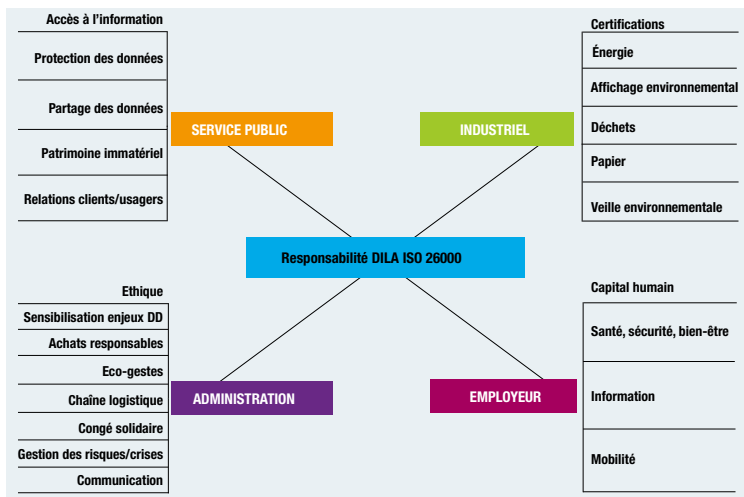 Accès à l'information
Protection des données
Partage des données
Patrimoine immatériel
Relations clients/usagers
SERVICE PUBLIC
Certifications
Énergie
Affichage environnemental
Déchets
Papier
Veille environnementale
INDUSTRIEL
Responsabilité DILA ISO 26000
Ethique
Sensibilisation enjeux DD
Achats responsables
Eco-gestes
Chaîne logistique
Congé solidaire
Gestion des risques/crises
Communication
ADMINISTRATION
Capital humain
Santé, sécurité, bien-être
Information
Mobilité
EMPLOYEUR